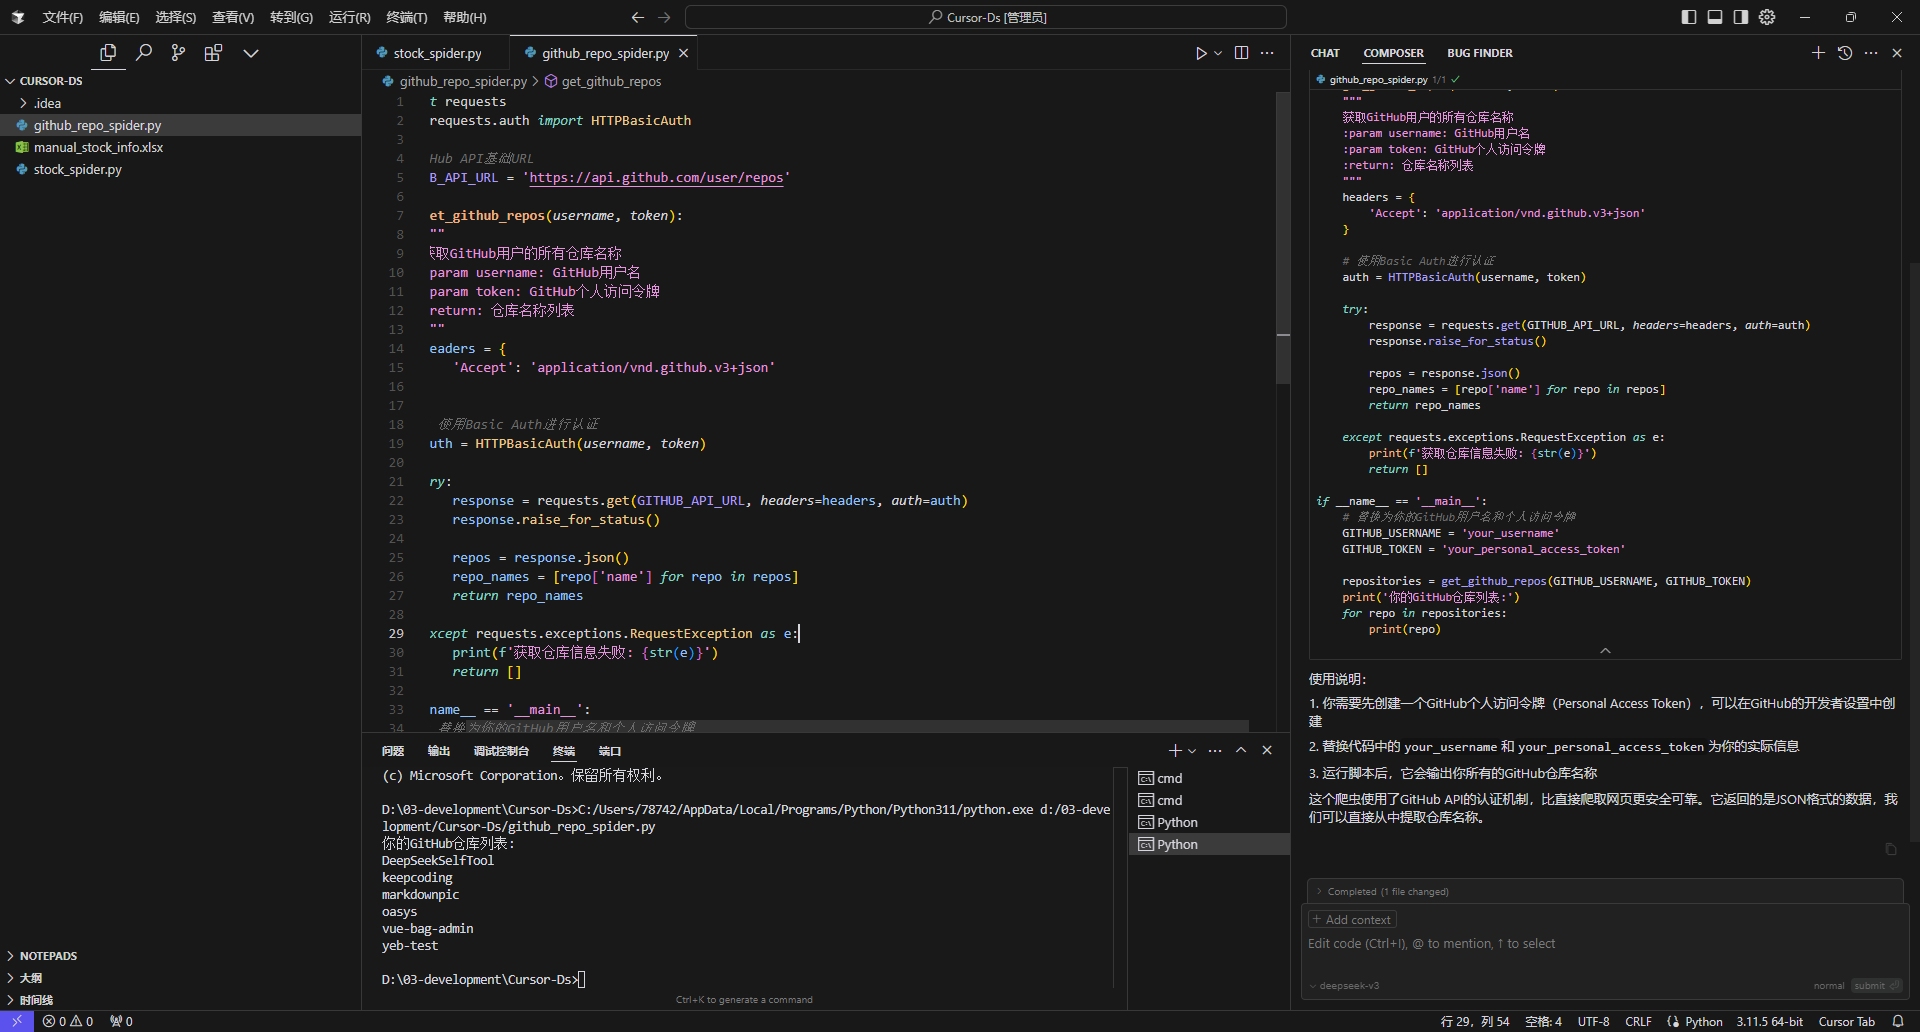 文件(F) 编辑(E) 选择(S) 查看(V) 转到(G) 运行(R) 终端(T) 帮助(H)
Cursor-Ds [管理员]
CURSOR-DS
.idea
github_repo_spider.py
manual_stock_info.xlsx
stock_spider.py
NOTEPADS
大纲
时间线
stock_spider.py
github_repo_spider.py
github_repo_spider.py > get_github_repos
1 t requests
2 requests.auth import HTTPBasicAuth
3
4 Hub API基础URL
5 B_API_URL = 'https://api.github.com/user/repos'
6
7 et_github_repos(username, token):
8 ""
9 获取GitHub用户的所有仓库名称
10 param username: GitHub用户名
11 param token: GitHub个人访问令牌
12 return: 仓库名称列表
13 ""
14 eaders = {
15 'Accept': 'application/vnd.github.v3+json'
16
17
18 使用Basic Auth进行认证
19 uth = HTTPBasicAuth(username, token)
20
21 ry:
22 response = requests.get(GITHUB_API_URL, headers=headers, auth=auth)
23 response.raise_for_status()
24
25 repos = response.json()
26 repo_names = [repo['name'] for repo in repos]
27 return repo_names
28
29 xcept requests.exceptions.RequestException as e:
30 print(f'获取仓库信息失败: {str(e)}')
31 return []
32
33 name__ == '__main__':
34 替换为你的GitHub用户名和个人访问令牌
问题 输出 调试控制台 终端 端口
(c) Microsoft Corporation。保留所有权利。
D:\03-development\Cursor-Ds>C:/Users/78742/AppData/Local/Programs/Python/Python311/python.exe d:/03-deve
lopment/Cursor-Ds/github_repo_spider.py
你的GitHub仓库列表:
DeepSeekSelfTool
keepcoding
markdownpic
oasys
vue-bag-admin
yeb-test
D:\03-development\Cursor-Ds>
Ctrl+K to generate a command
cmd
cmd
Python
Python
CHAT COMPOSER BUG FINDER
github_repo_spider.py 1/1
"""
获取GitHub用户的所有仓库名称
:param username: GitHub用户名
:param token: GitHub个人访问令牌
:return: 仓库名称列表
"""
headers = {
'Accept': 'application/vnd.github.v3+json'
}
# 使用Basic Auth进行认证
auth = HTTPBasicAuth(username, token)
try:
response = requests.get(GITHUB_API_URL, headers=headers, auth=auth)
response.raise_for_status()
repos = response.json()
repo_names = [repo['name'] for repo in repos]
return repo_names
except requests.exceptions.RequestException as e:
print(f'获取仓库信息失败: {str(e)}')
return []
if __name__ == '__main__':
# 替换为你的GitHub用户名和个人访问令牌
GITHUB_USERNAME = 'your_username'
GITHUB_TOKEN = 'your_personal_access_token'
repositories = get_github_repos(GITHUB_USERNAME, GITHUB_TOKEN)
print('你的GitHub仓库列表:')
for repo in repositories:
print(repo)
使用说明:
1. 你需要先创建一个GitHub个人访问令牌（Personal Access Token），可以在GitHub的开发者设置中创
建
2. 替换代码中的 your_username 和 your_personal_access_token 为你的实际信息
3. 运行脚本后，它会输出你所有的GitHub仓库名称
这个爬虫使用了GitHub API的认证机制，比直接爬取网页更安全可靠。它返回的是JSON格式的数据，我
们可以直接从中提取仓库名称。
Completed (1 file changed)
+ Add context
Edit code (Ctrl+I), @ to mention, ↑ to select
deepseek-v3 normal submit
0 0 0 行 29，列 54 空格: 4 UTF-8 CRLF Python 3.11.5 64-bit Cursor Tab